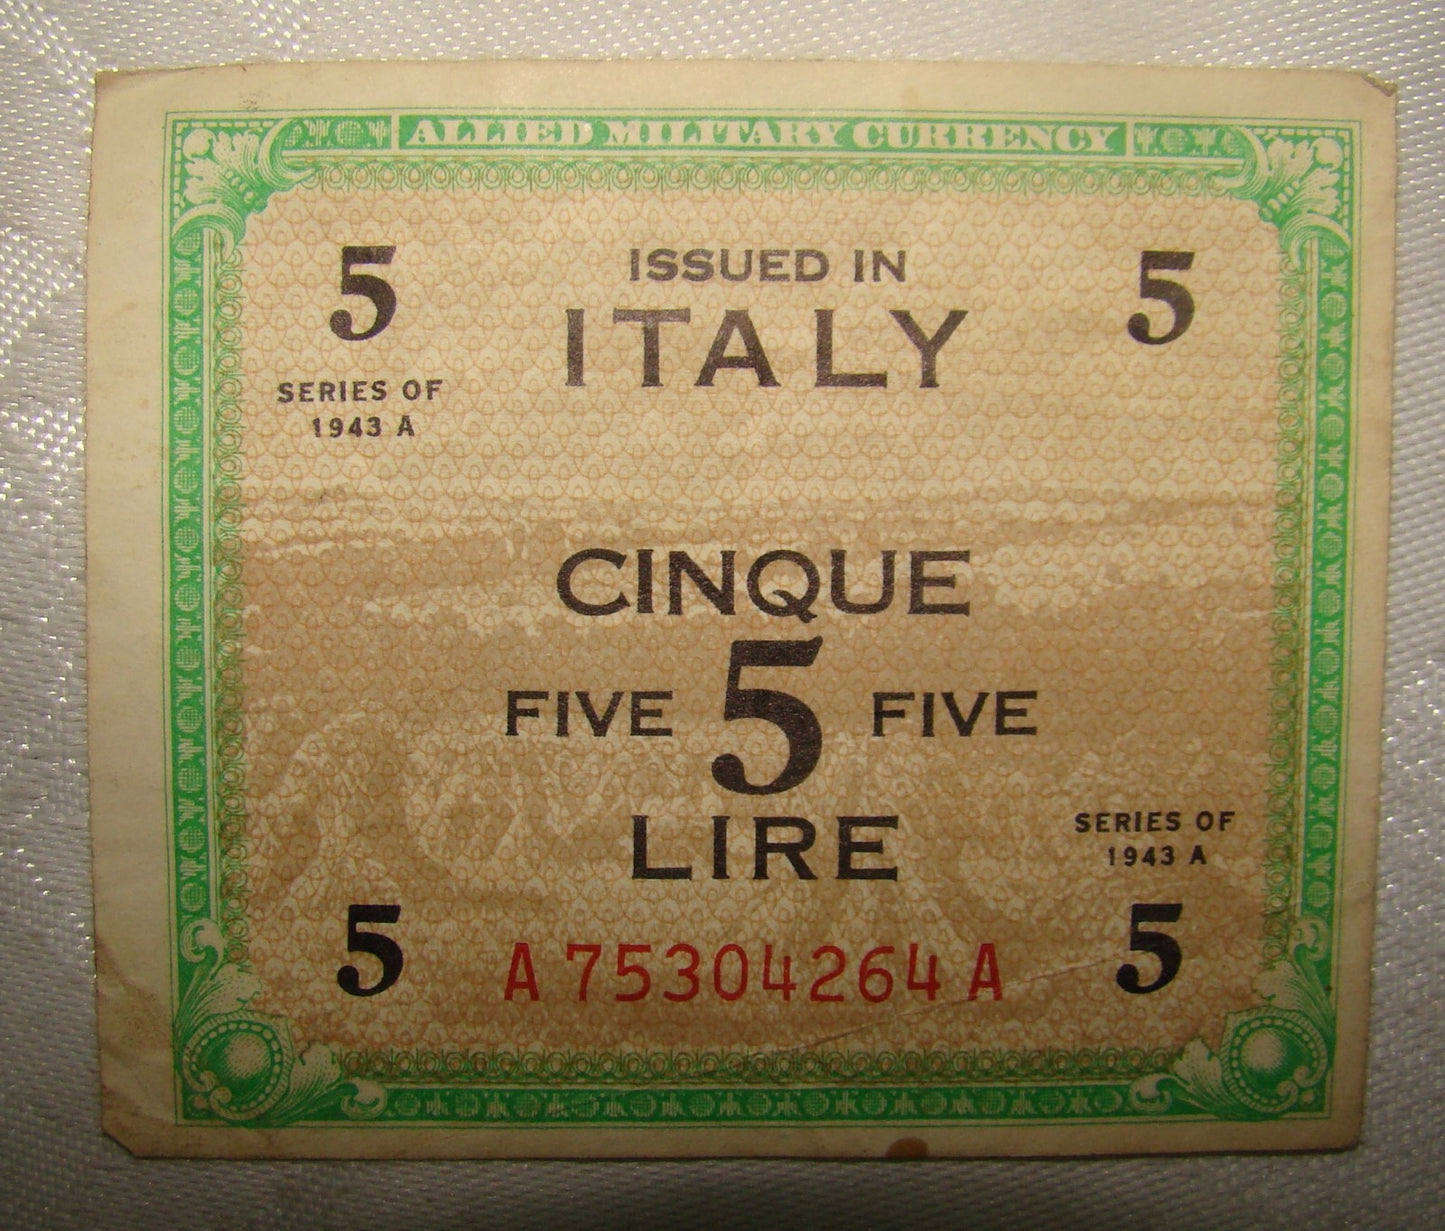 ALLIED MILITARY CURRENCY
5 ISSUED IN 5
ITALY
SERIES OF
1943 A
CINQUE
FIVE 5 FIVE
LIRE
SERIES OF
1943 A
5 A 75304264 A 5